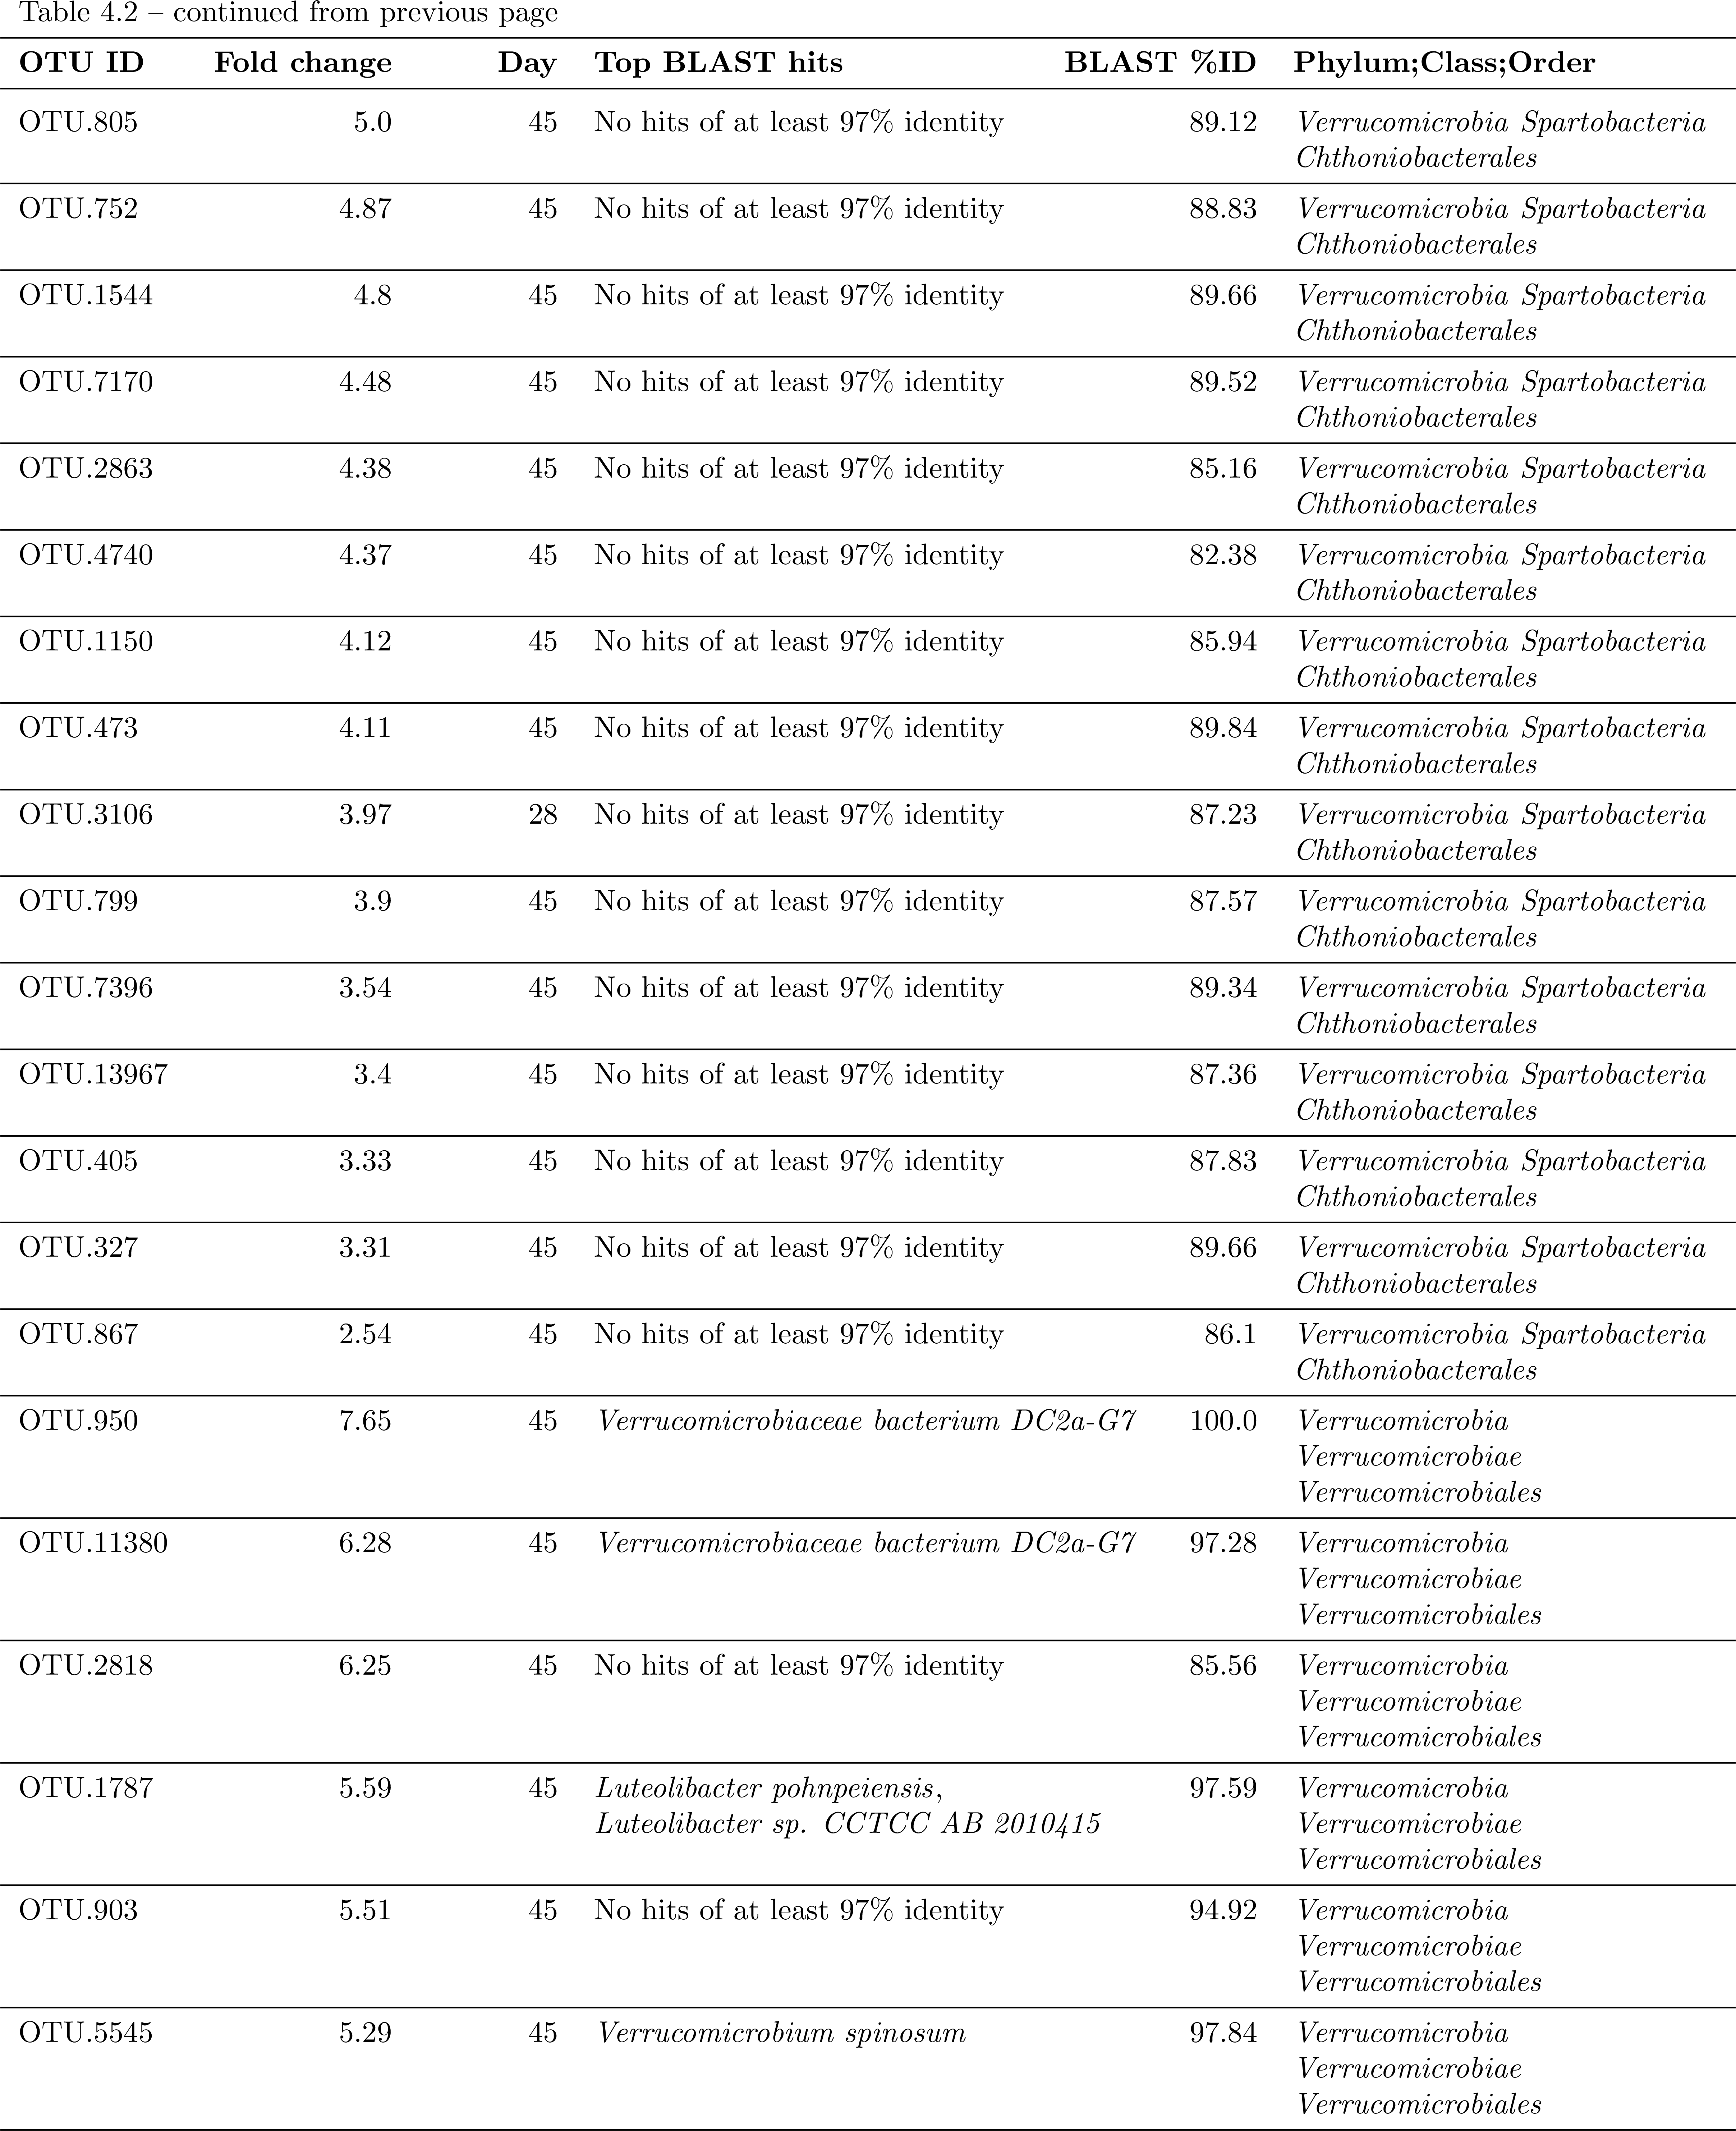 Table 4.2 – continued from previous page
OTU ID Fold change Day Top BLAST hits BLAST %ID Phylum;Class;Order
OTU.805 5.0 45 No hits of at least 97% identity 89.12 Verrucomicrobia Spartobacteria
Chthoniobacterales
OTU.752 4.87 45 No hits of at least 97% identity 88.83 Verrucomicrobia Spartobacteria
Chthoniobacterales
OTU.1544 4.8 45 No hits of at least 97% identity 89.66 Verrucomicrobia Spartobacteria
Chthoniobacterales
OTU.7170 4.48 45 No hits of at least 97% identity 89.52 Verrucomicrobia Spartobacteria
Chthoniobacterales
OTU.2863 4.38 45 No hits of at least 97% identity 85.16 Verrucomicrobia Spartobacteria
Chthoniobacterales
OTU.4740 4.37 45 No hits of at least 97% identity 82.38 Verrucomicrobia Spartobacteria
Chthoniobacterales
OTU.1150 4.12 45 No hits of at least 97% identity 85.94 Verrucomicrobia Spartobacteria
Chthoniobacterales
OTU.473 4.11 45 No hits of at least 97% identity 89.84 Verrucomicrobia Spartobacteria
Chthoniobacterales
OTU.3106 3.97 28 No hits of at least 97% identity 87.23 Verrucomicrobia Spartobacteria
Chthoniobacterales
OTU.799 3.9 45 No hits of at least 97% identity 87.57 Verrucomicrobia Spartobacteria
Chthoniobacterales
OTU.7396 3.54 45 No hits of at least 97% identity 89.34 Verrucomicrobia Spartobacteria
Chthoniobacterales
OTU.13967 3.4 45 No hits of at least 97% identity 87.36 Verrucomicrobia Spartobacteria
Chthoniobacterales
OTU.405 3.33 45 No hits of at least 97% identity 87.83 Verrucomicrobia Spartobacteria
Chthoniobacterales
OTU.327 3.31 45 No hits of at least 97% identity 89.66 Verrucomicrobia Spartobacteria
Chthoniobacterales
OTU.867 2.54 45 No hits of at least 97% identity 86.1 Verrucomicrobia Spartobacteria
Chthoniobacterales
OTU.950 7.65 45 Verrucomicrobiaceae bacterium DC2a-G7 100.0 Verrucomicrobia
Verrucomicrobiae
Verrucomicrobiales
OTU.11380 6.28 45 Verrucomicrobiaceae bacterium DC2a-G7 97.28 Verrucomicrobia
Verrucomicrobiae
Verrucomicrobiales
OTU.2818 6.25 45 No hits of at least 97% identity 85.56 Verrucomicrobia
Verrucomicrobiae
Verrucomicrobiales
OTU.1787 5.59 45 Luteolibacter pohnpeiensis, 97.59 Verrucomicrobia
Luteolibacter sp. CCTCC AB 2010415 Verrucomicrobiae
Verrucomicrobiales
OTU.903 5.51 45 No hits of at least 97% identity 94.92 Verrucomicrobia
Verrucomicrobiae
Verrucomicrobiales
OTU.5545 5.29 45 Verrucomicrobium spinosum 97.84 Verrucomicrobia
Verrucomicrobiae
Verrucomicrobiales